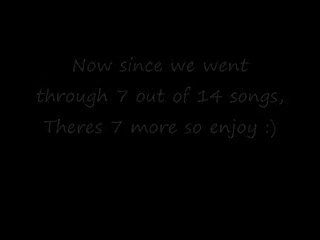 Now since we went
through 7 out of 14 songs,
Theres 7 more so enjoy :)